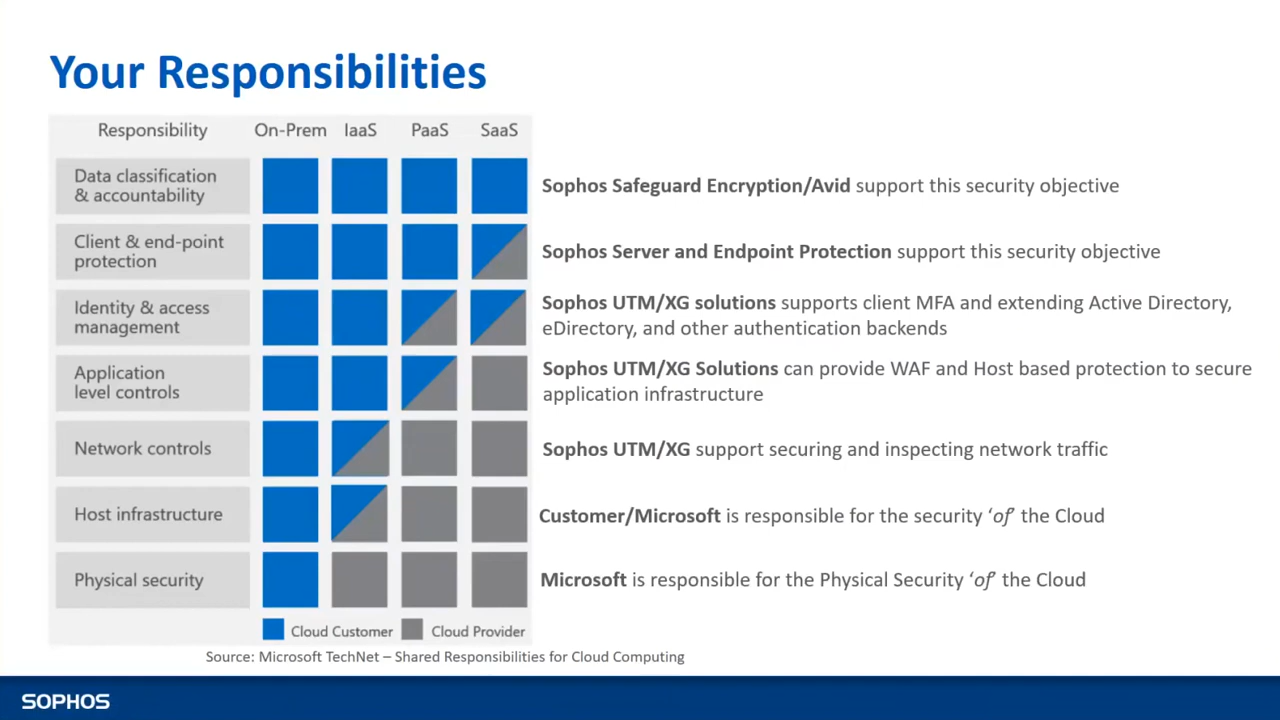 Your Responsibilities
Responsibility On-Prem IaaS PaaS SaaS
Data classification
& accountability
Sophos Safeguard Encryption/Avid support this security objective
Client & end-point
protection
Sophos Server and Endpoint Protection support this security objective
Identity & access
management
Sophos UTM/XG solutions supports client MFA and extending Active Directory,
eDirectory, and other authentication backends
Application
level controls
Sophos UTM/XG Solutions can provide WAF and Host based protection to secure
application infrastructure
Network controls
Sophos UTM/XG support securing and inspecting network traffic
Host infrastructure
Customer/Microsoft is responsible for the security ‘of’ the Cloud
Physical security
Microsoft is responsible for the Physical Security ‘of’ the Cloud
Cloud Customer Cloud Provider
Source: Microsoft TechNet – Shared Responsibilities for Cloud Computing
SOPHOS